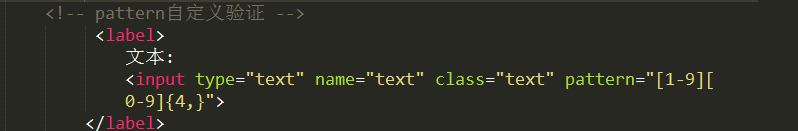 <!-- pattern自定义验证 -->
<label>
文本:
<input type="text" name="text" class="text" pattern="[1-9][
0-9]{4,}">
</label>